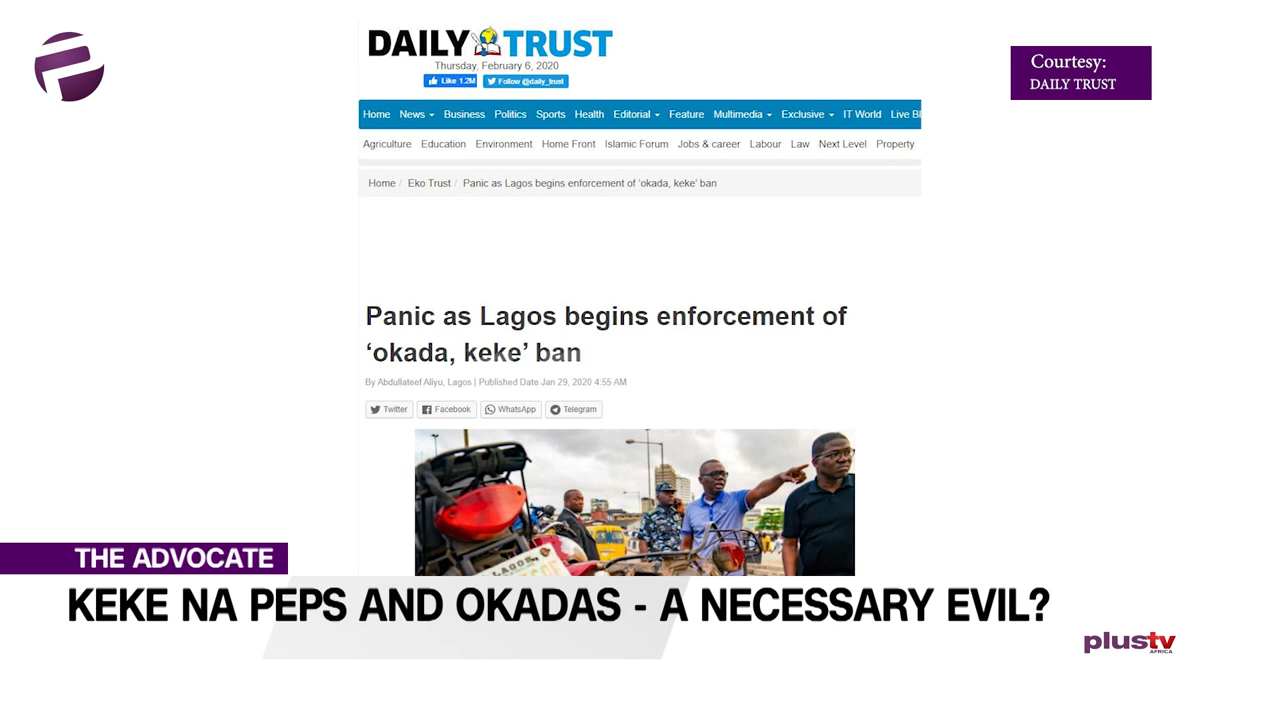 DAILY TRUST
Thursday, February 6, 2020
Like 1.2M Follow @daily_trust
Courtesy:
DAILY TRUST
Home News Business Politics Sports Health Editorial Feature Multimedia Exclusive IT World Live Bl
Agriculture Education Environment Home Front Islamic Forum Jobs & career Labour Law Next Level Property
Home / Eko Trust / Panic as Lagos begins enforcement of 'okada, keke' ban
Panic as Lagos begins enforcement of
‘okada, keke’ ban
By Abdullateef Aliyu, Lagos | Published Date Jan 29, 2020 4:55 AM
Twitter Facebook WhatsApp Telegram
LAGOS
THE ADVOCATE
KEKE NA PEPS AND OKADAS - A NECESSARY EVIL?
plustv
AFRICA